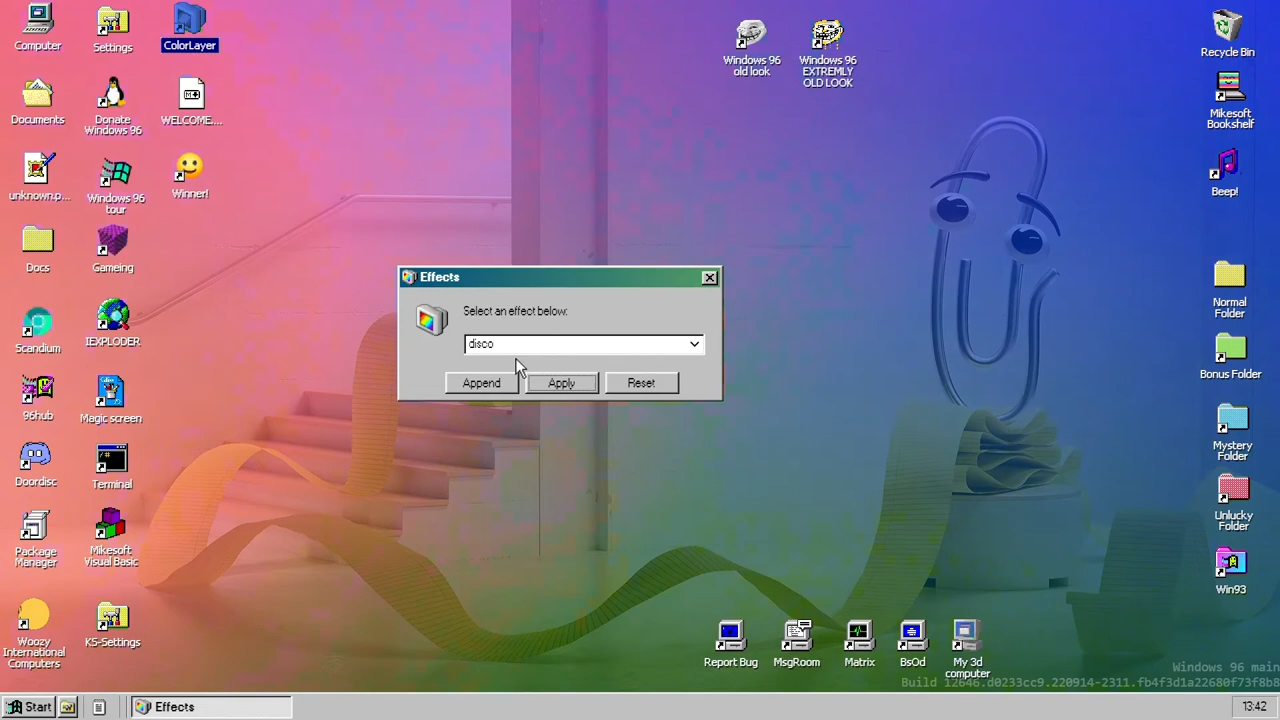 Computer
Settings
ColorLayer
Documents
Donate
Windows 96
WELCOME....
unknown.p...
Windows 96
tour
Winner!
Docs
Gameing
Scandium
IEXPLODER
96hub
Magic screen
Doordisc
Terminal
Package
Manager
Mikesoft
Visual Basic
Woozy
International
Computers
KS-Settings
Windows 96
old look
Windows 96
EXTREMLY
OLD LOOK
Effects
Select an effect below:
disco
Append
Apply
Reset
Recycle Bin
Mikesoft
Bookshelf
Beep!
Normal
Folder
Bonus Folder
Mystery
Folder
Unlucky
Folder
Win93
Report Bug
MsgRoom
Matrix
BsOd
My 3d
computer
Windows 96 main
Build 12646.d0233cc9.220914-2311.fb4f3d1a22680f73f8b8
Start
Effects
13:42